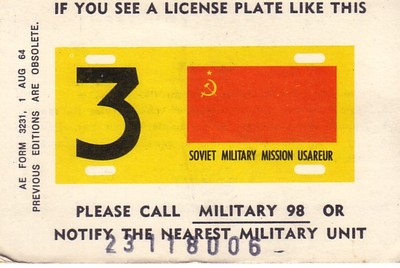 IF YOU SEE A LICENSE PLATE LIKE THIS
AE FORM 3231, 1 AUG 64
PREVIOUS EDITIONS ARE OBSOLETE.
3
SOVIET MILITARY MISSION USAREUR
PLEASE CALL MILITARY 98 OR
NOTIFY THE NEAREST MILITARY UNIT
23118006